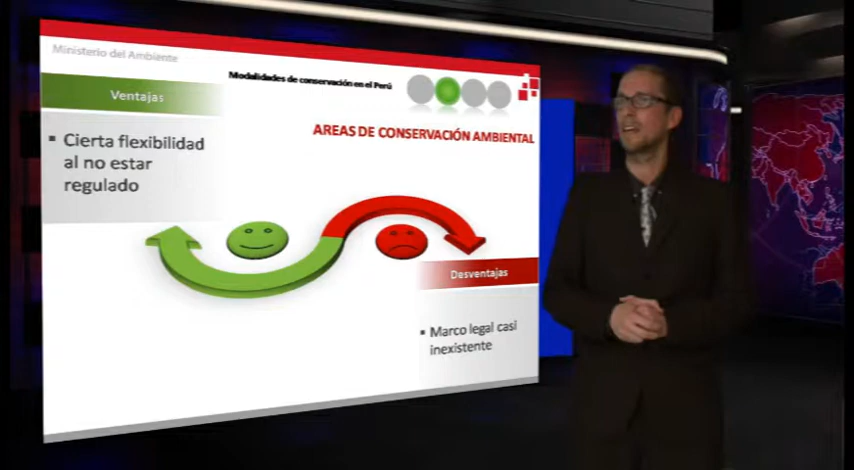 Ministerio del Ambiente
Modalidades de conservación en el Perú
Ventajas
AREAS DE CONSERVACIÓN AMBIENTAL
▪ Cierta flexibilidad
al no estar
regulado
Desventajas
▪ Marco legal casi
inexistente